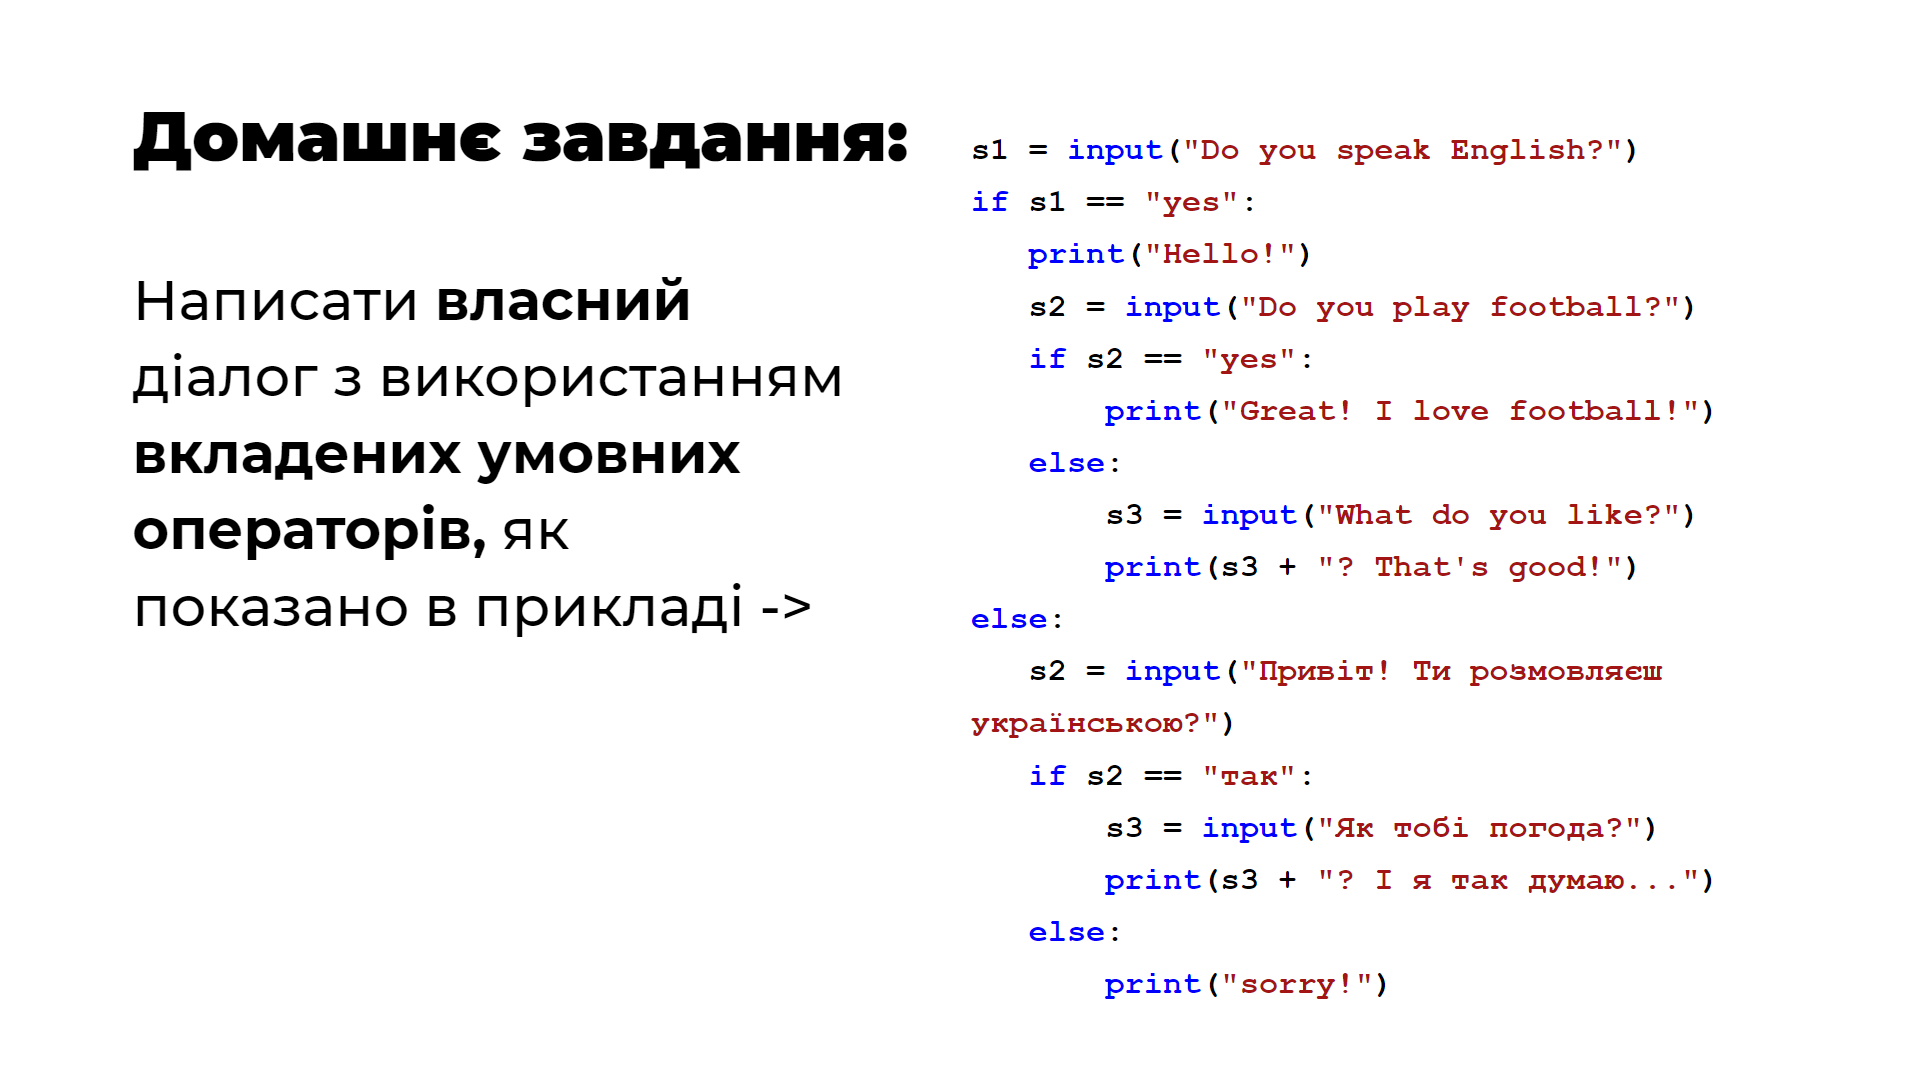 Домашнє завдання:
Написати власний
діалог з використанням
вкладених умовних
операторів, як
показано в прикладі ->
s1 = input("Do you speak English?")
if s1 == "yes":
   print("Hello!")
   s2 = input("Do you play football?")
   if s2 == "yes":
       print("Great! I love football!")
   else:
       s3 = input("What do you like?")
       print(s3 + "? That's good!")
else:
   s2 = input("Привіт! Ти розмовляєш
українською?")
   if s2 == "так":
       s3 = input("Як тобі погода?")
       print(s3 + "? І я так думаю...")
   else:
       print("sorry!")